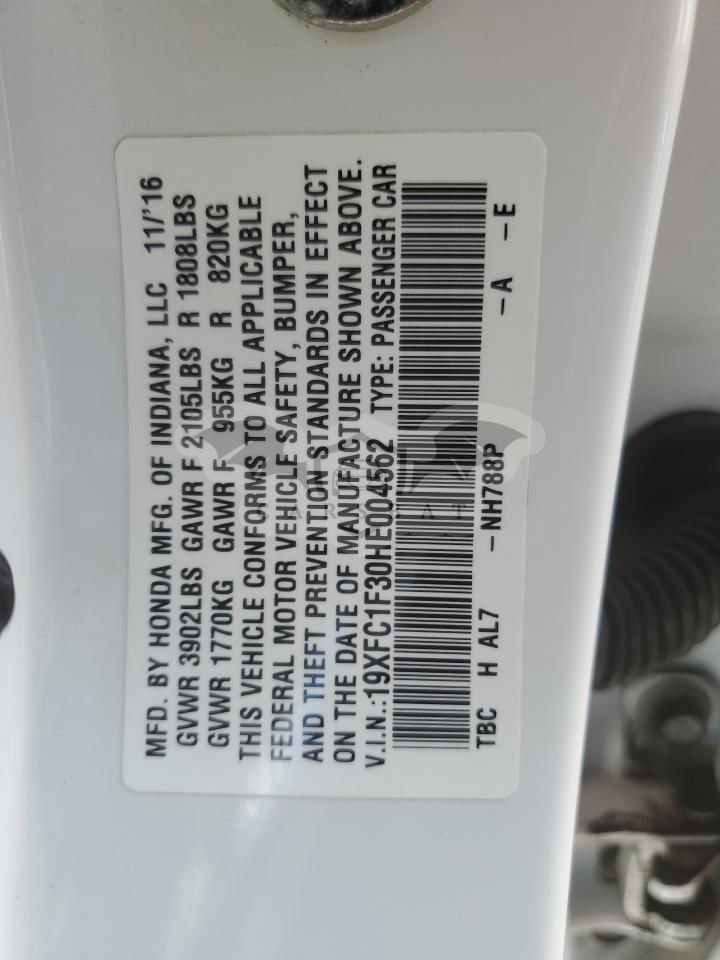 MFD. BY HONDA MFG. OF INDIANA, LLC 11/'16
GVWR 3902LBS GAWR F 2105LBS R 1808LBS
GVWR 1770KG GAWR F 955KG R 820KG
THIS VEHICLE CONFORMS TO ALL APPLICABLE
FEDERAL MOTOR VEHICLE SAFETY, BUMPER,
AND THEFT PREVENTION STANDARDS IN EFFECT
ON THE DATE OF MANUFACTURE SHOWN ABOVE.
V.I.N.:19XFC1F30HE004562 TYPE: PASSENGER CAR
TBC H AL7 -NH788P -A -E